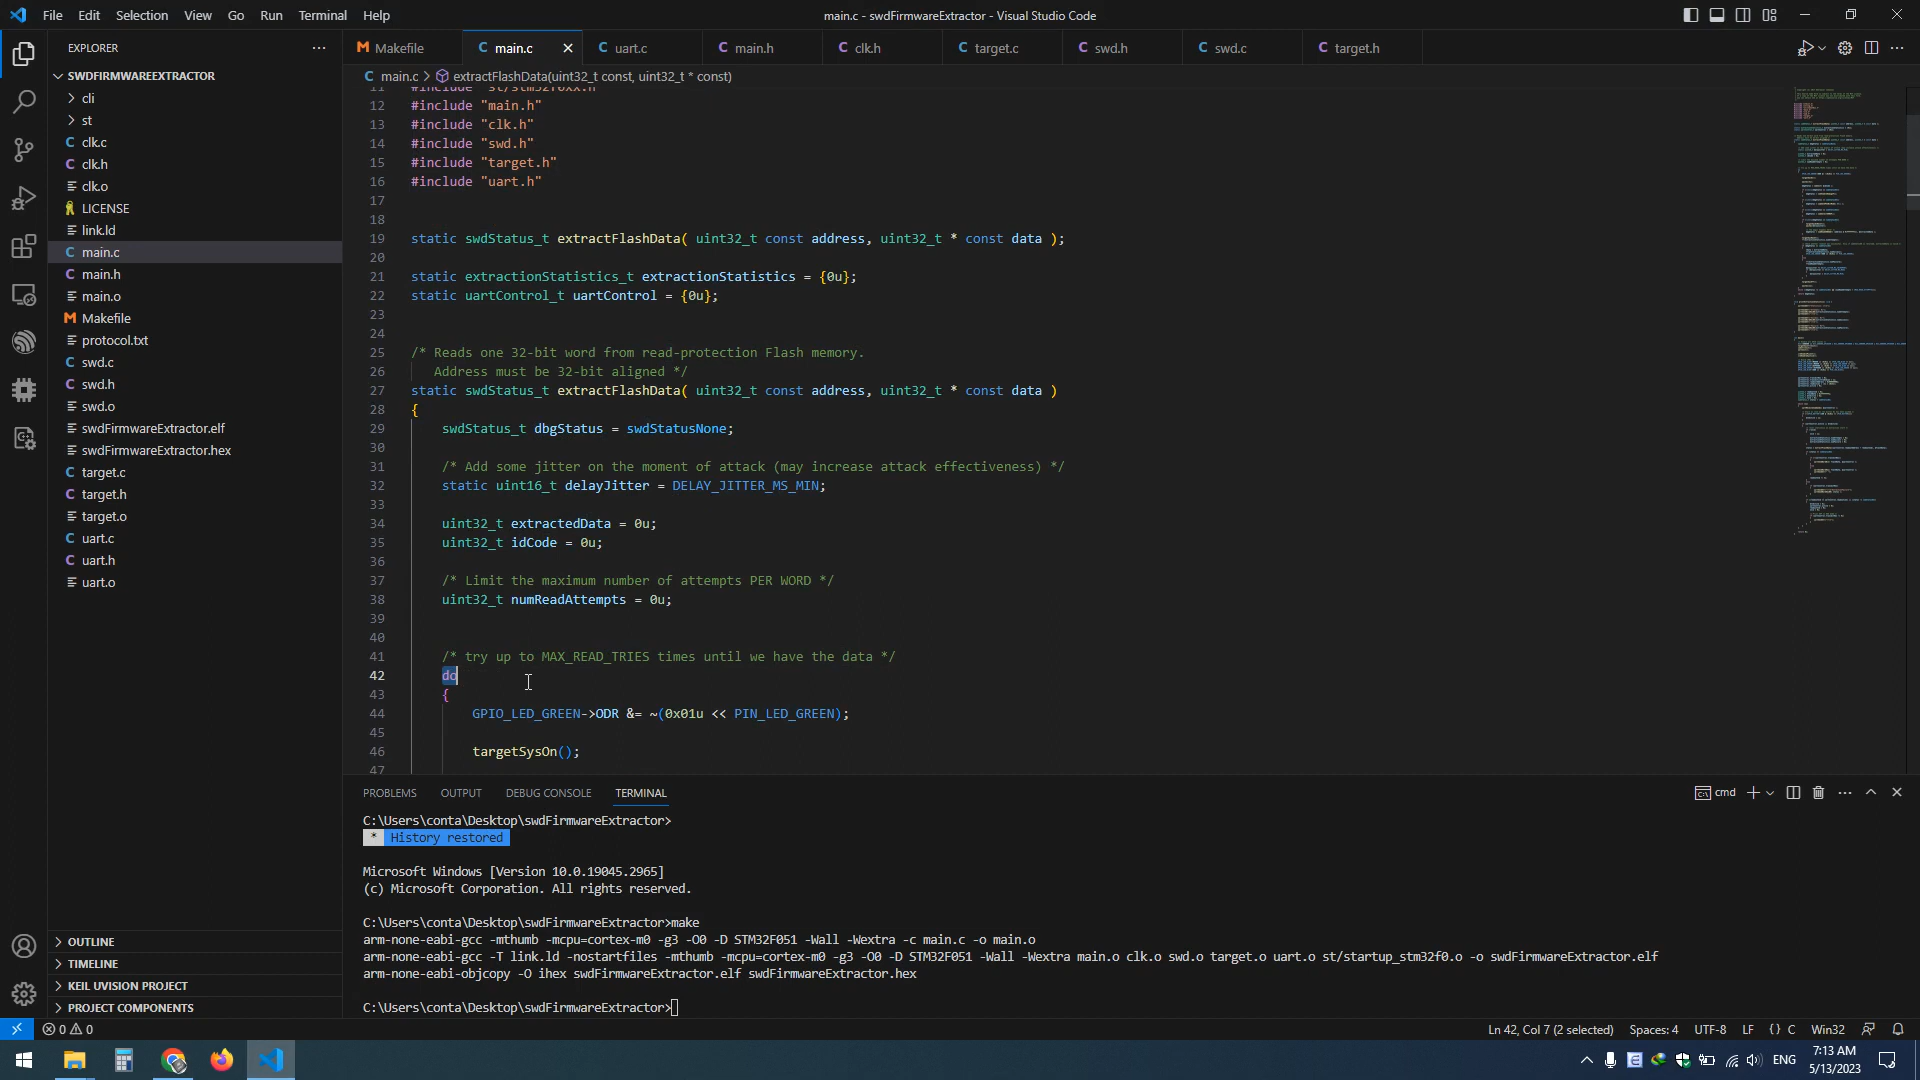 File Edit Selection View Go Run Terminal Help
main.c - swdFirmwareExtractor - Visual Studio Code
EXPLORER
SWDFIRMWAREEXTRACTOR
cli
st
clk.c
clk.h
clk.o
LICENSE
link.ld
main.c
main.h
main.o
Makefile
protocol.txt
swd.c
swd.h
swd.o
swdFirmwareExtractor.elf
swdFirmwareExtractor.hex
target.c
target.h
target.o
uart.c
uart.h
uart.o
OUTLINE
TIMELINE
KEIL UVISION PROJECT
PROJECT COMPONENTS
Makefile main.c uart.c main.h clk.h target.c swd.h swd.c target.h
main.c > extractFlashData(uint32_t const, uint32_t * const)
11 #include "st/stm32f0xx.h"
12 #include "main.h"
13 #include "clk.h"
14 #include "swd.h"
15 #include "target.h"
16 #include "uart.h"
17
18
19 static swdStatus_t extractFlashData( uint32_t const address, uint32_t * const data );
20
21 static extractionStatistics_t extractionStatistics = {0u};
22 static uartControl_t uartControl = {0u};
23
24
25 /* Reads one 32-bit word from read-protection Flash memory.
26 Address must be 32-bit aligned */
27 static swdStatus_t extractFlashData( uint32_t const address, uint32_t * const data )
28 {
29 swdStatus_t dbgStatus = swdStatusNone;
30
31 /* Add some jitter on the moment of attack (may increase attack effectiveness) */
32 static uint16_t delayJitter = DELAY_JITTER_MS_MIN;
33
34 uint32_t extractedData = 0u;
35 uint32_t idCode = 0u;
36
37 /* Limit the maximum number of attempts PER WORD */
38 uint32_t numReadAttempts = 0u;
39
40
41 /* try up to MAX_READ_TRIES times until we have the data */
42 do
43 {
44 GPIO_LED_GREEN->ODR &= ~(0x01u << PIN_LED_GREEN);
45
46 targetSysOn();
47
PROBLEMS OUTPUT DEBUG CONSOLE TERMINAL
cmd
C:\Users\conta\Desktop\swdFirmwareExtractor>
* History restored
Microsoft Windows [Version 10.0.19045.2965]
(c) Microsoft Corporation. All rights reserved.
C:\Users\conta\Desktop\swdFirmwareExtractor>make
arm-none-eabi-gcc -mthumb -mcpu=cortex-m0 -g3 -O0 -D STM32F051 -Wall -Wextra -c main.c -o main.o
arm-none-eabi-gcc -T link.ld -nostartfiles -mthumb -mcpu=cortex-m0 -g3 -O0 -D STM32F051 -Wall -Wextra main.o clk.o swd.o target.o uart.o st/startup_stm32f0.o -o swdFirmwareExtractor.elf
arm-none-eabi-objcopy -O ihex swdFirmwareExtractor.elf swdFirmwareExtractor.hex
C:\Users\conta\Desktop\swdFirmwareExtractor>
0 0
Ln 42, Col 7 (2 selected) Spaces: 4 UTF-8 LF {} C Win32
ENG
7:13 AM
5/13/2023